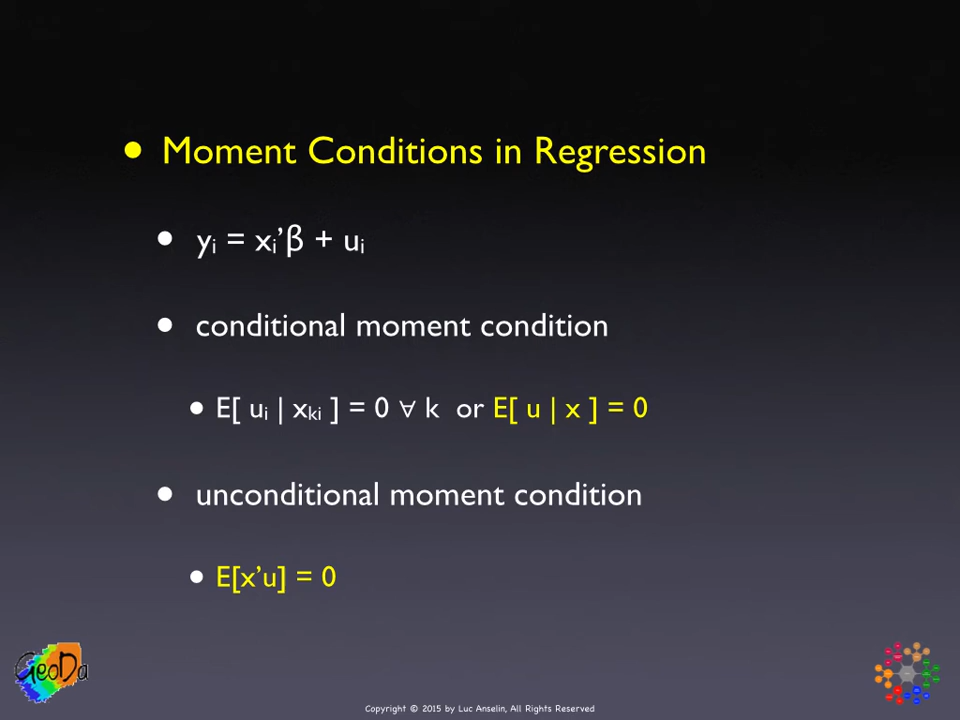 • Moment Conditions in Regression
• yᵢ = xᵢ’β + uᵢ
• conditional moment condition
• E[ uᵢ | xₖᵢ ] = 0 ∀ k or E[ u | x ] = 0
• unconditional moment condition
• E[x’u] = 0
GeoDa
Copyright © 2015 by Luc Anselin, All Rights Reserved